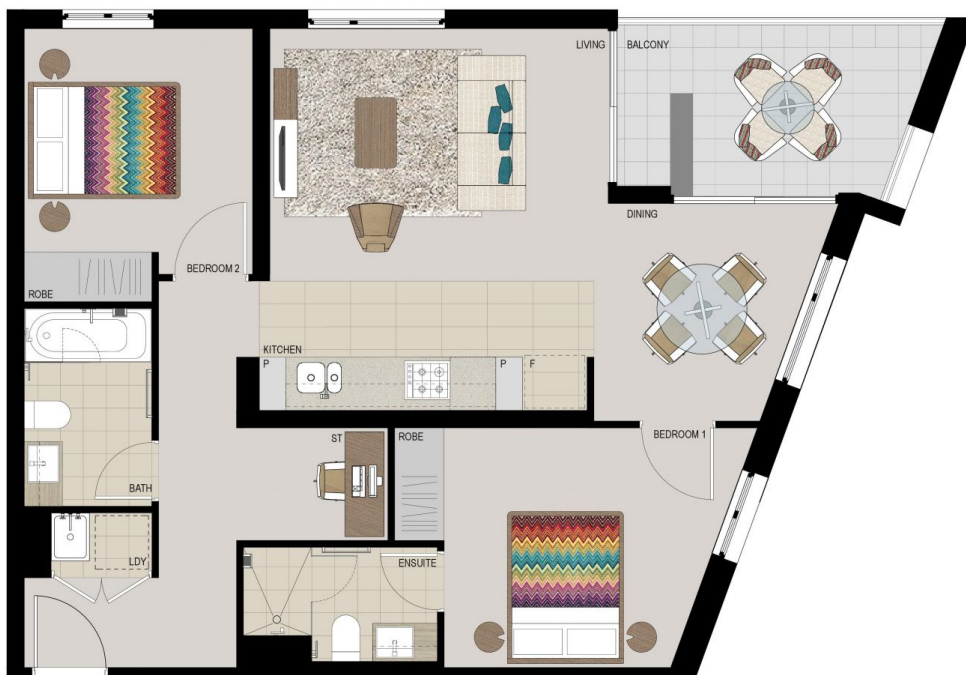 LIVING
BALCONY
DINING
BEDROOM 2
ROBE
KITCHEN
P
P
F
ST
ROBE
BEDROOM 1
BATH
LDY
ENSUITE